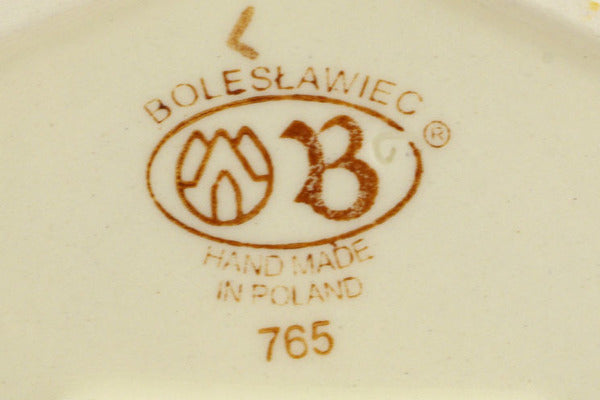 L
BOLESŁAWIEC
B ®
HAND MADE
IN POLAND
765